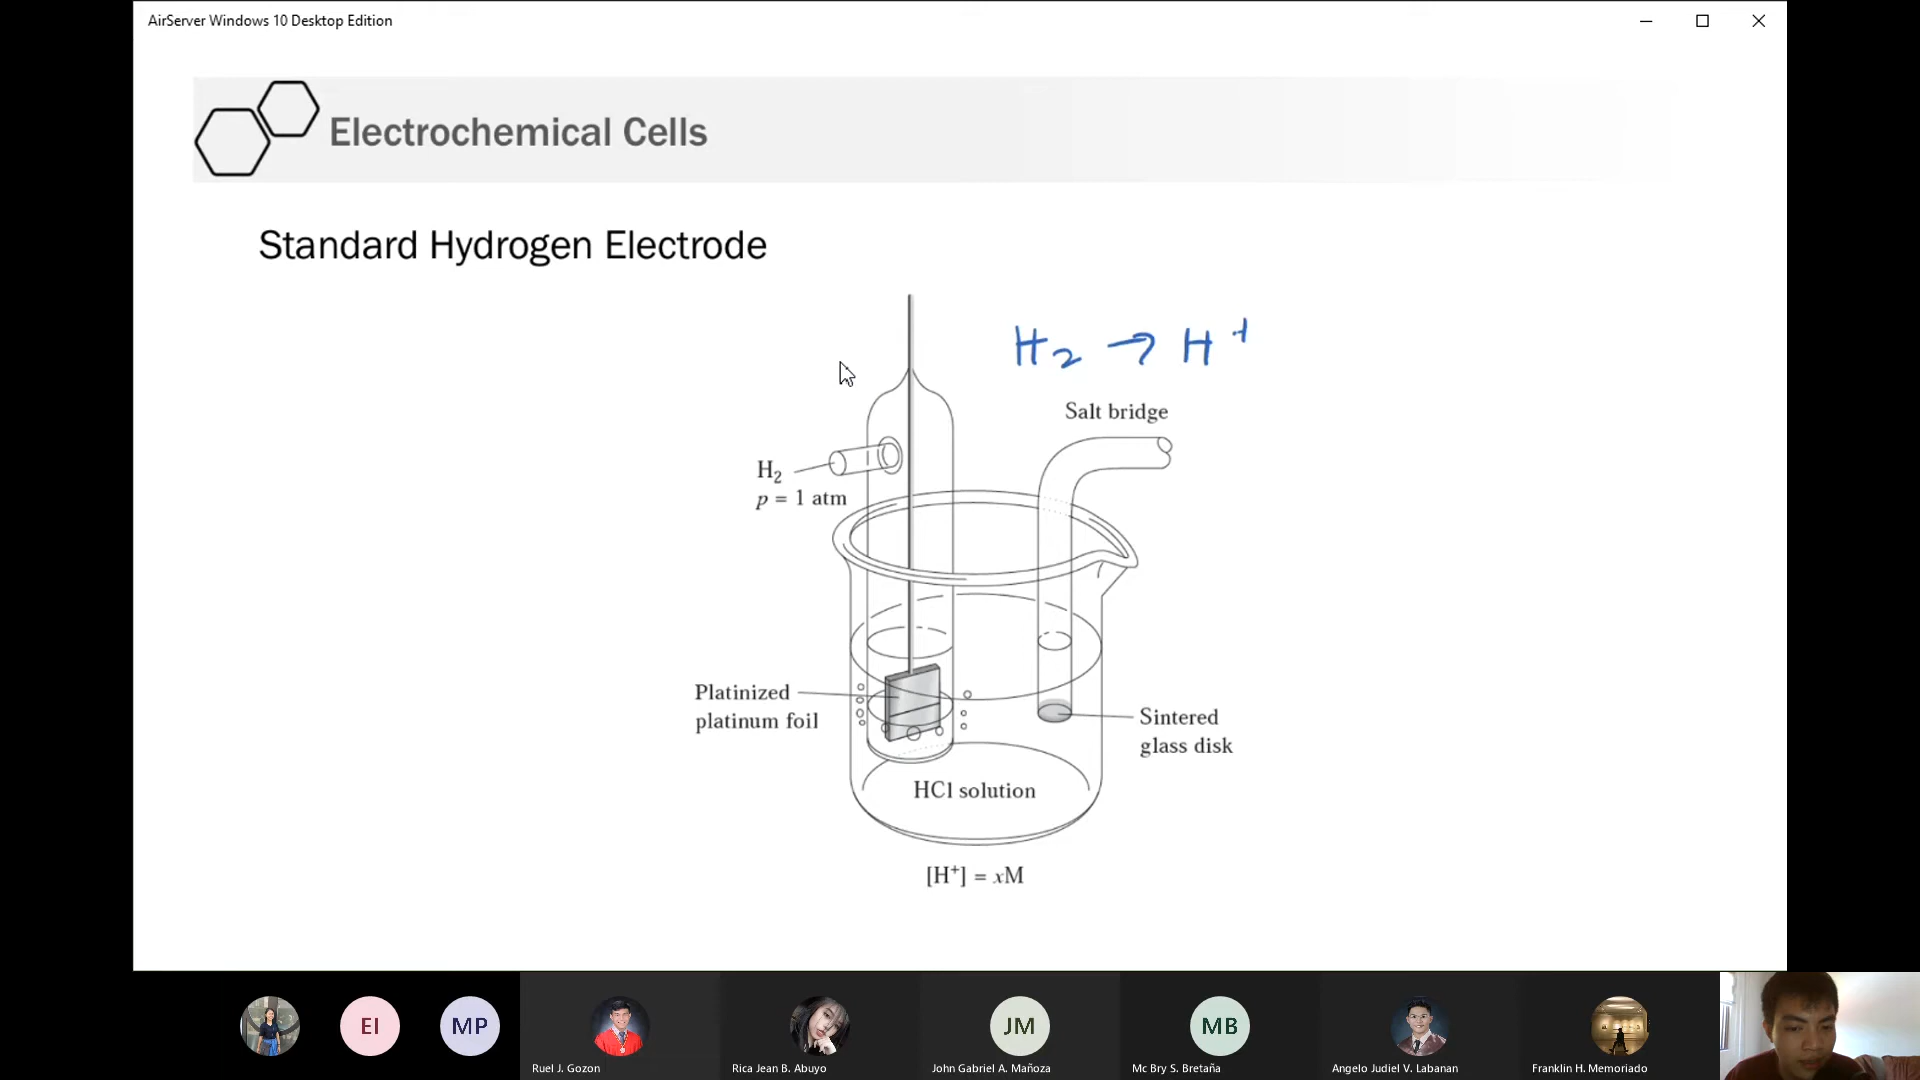 AirServer Windows 10 Desktop Edition
Electrochemical Cells
Standard Hydrogen Electrode
H₂ → H⁺
Salt bridge
H₂
p = 1 atm
Platinized
platinum foil
Sintered
glass disk
HCl solution
[H⁺] = xM
EI
MP
JM
MB
Ruel J. Gozon
Rica Jean B. Abuyo
John Gabriel A. Mañoza
Mc Bry S. Bretaña
Angelo Judiel V. Labanan
Franklin H. Memoriado